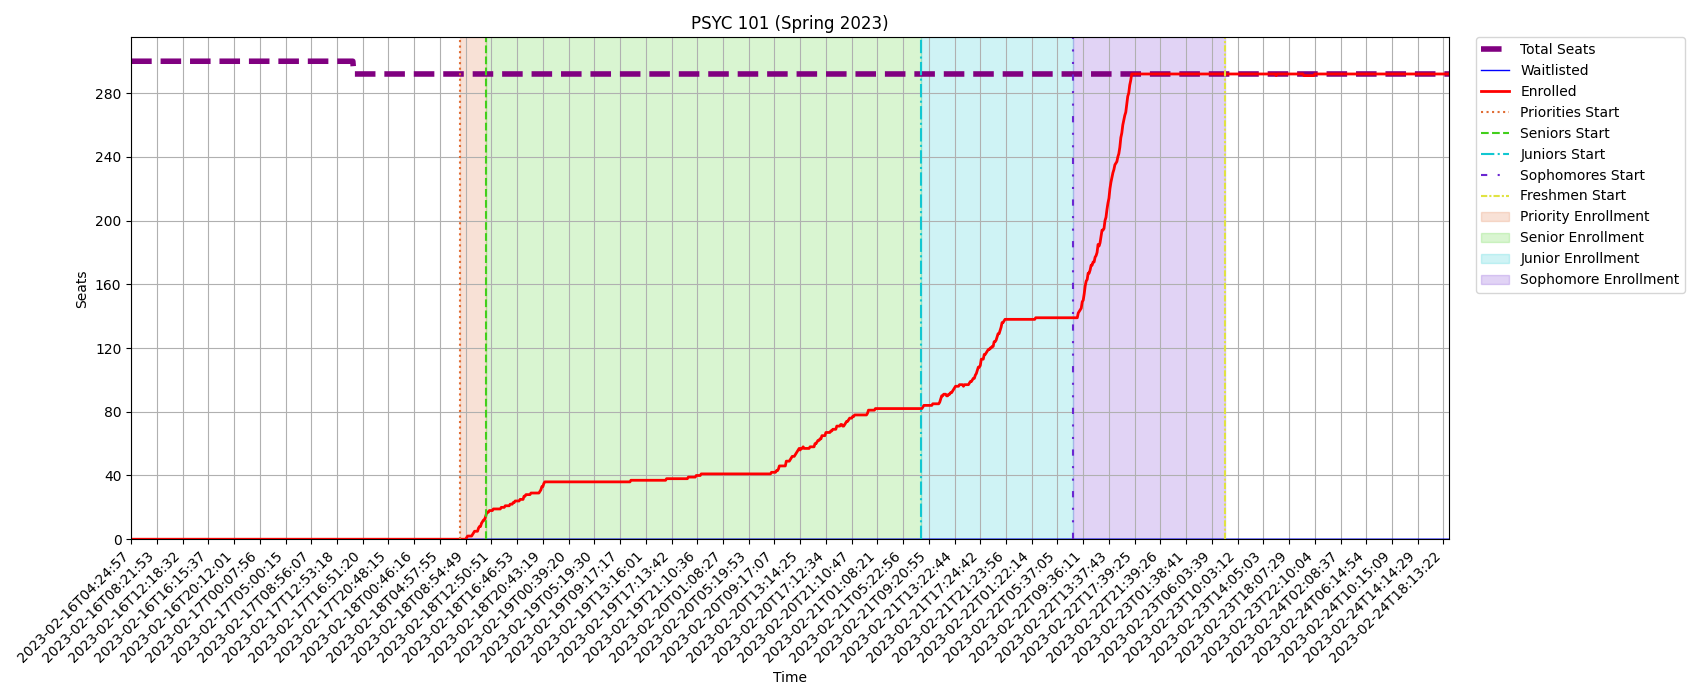 PSYC 101 (Spring 2023)
Seats
280
240
200
160
120
80
40
0
2023-02-16T04:24:57
2023-02-16T08:21:53
2023-02-16T12:18:32
2023-02-16T16:15:37
2023-02-16T20:12:01
2023-02-17T00:07:56
2023-02-17T05:00:15
2023-02-17T08:56:07
2023-02-17T12:53:18
2023-02-17T16:51:20
2023-02-17T20:48:15
2023-02-18T00:46:16
2023-02-18T04:57:55
2023-02-18T08:54:49
2023-02-18T12:50:51
2023-02-18T16:46:53
2023-02-18T20:43:19
2023-02-19T00:39:20
2023-02-19T05:19:30
2023-02-19T09:17:17
2023-02-19T13:16:01
2023-02-19T17:13:42
2023-02-19T21:10:36
2023-02-20T01:08:27
2023-02-20T05:19:53
2023-02-20T09:17:07
2023-02-20T13:14:25
2023-02-20T17:12:34
2023-02-20T21:10:47
2023-02-21T01:08:21
2023-02-21T05:22:56
2023-02-21T09:20:55
2023-02-21T13:22:44
2023-02-21T17:24:42
2023-02-21T21:23:56
2023-02-22T01:22:14
2023-02-22T05:37:05
2023-02-22T09:36:11
2023-02-22T13:37:43
2023-02-22T17:39:25
2023-02-22T21:39:26
2023-02-23T01:38:41
2023-02-23T06:03:39
2023-02-23T10:03:12
2023-02-23T14:05:03
2023-02-23T18:07:29
2023-02-23T22:10:04
2023-02-24T02:08:37
2023-02-24T06:14:54
2023-02-24T10:15:09
2023-02-24T14:14:29
2023-02-24T18:13:22
Time
Total Seats
Waitlisted
Enrolled
Priorities Start
Seniors Start
Juniors Start
Sophomores Start
Freshmen Start
Priority Enrollment
Senior Enrollment
Junior Enrollment
Sophomore Enrollment